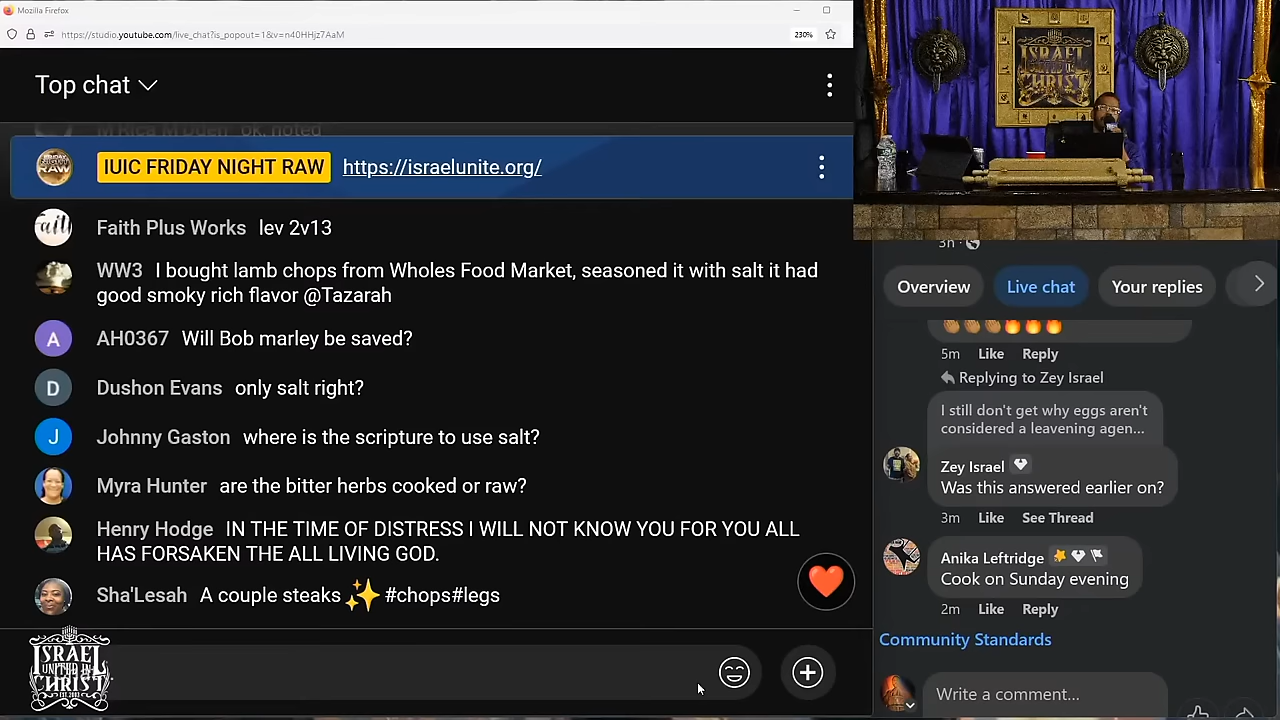 Mozilla Firefox
https://studio.youtube.com/live_chat?is_popout=1&v=n40HHjz7AaM
230%
Top chat
ok, noted
IUIC FRIDAY NIGHT RAW https://israelunite.org/
Faith Plus Works lev 2v13
WW3 I bought lamb chops from Wholes Food Market, seasoned it with salt it had
good smoky rich flavor @Tazarah
A AH0367 Will Bob marley be saved?
D Dushon Evans only salt right?
J Johnny Gaston where is the scripture to use salt?
Myra Hunter are the bitter herbs cooked or raw?
Henry Hodge IN THE TIME OF DISTRESS I WILL NOT KNOW YOU FOR YOU ALL
HAS FORSAKEN THE ALL LIVING GOD.
Sha'Lesah A couple steaks ✨ #chops#legs
ISRAEL
UNITED IN
CHRIST
EST. 2003
ISRAEL
UNITED IN
CHRIST
3h
Overview Live chat Your replies
👏👏👏🔥🔥🔥
5m Like Reply
Replying to Zey Israel
I still don't get why eggs aren't
considered a leavening agen...
Zey Israel
Was this answered earlier on?
3m Like See Thread
Anika Leftridge
Cook on Sunday evening
2m Like Reply
Community Standards
Write a comment...